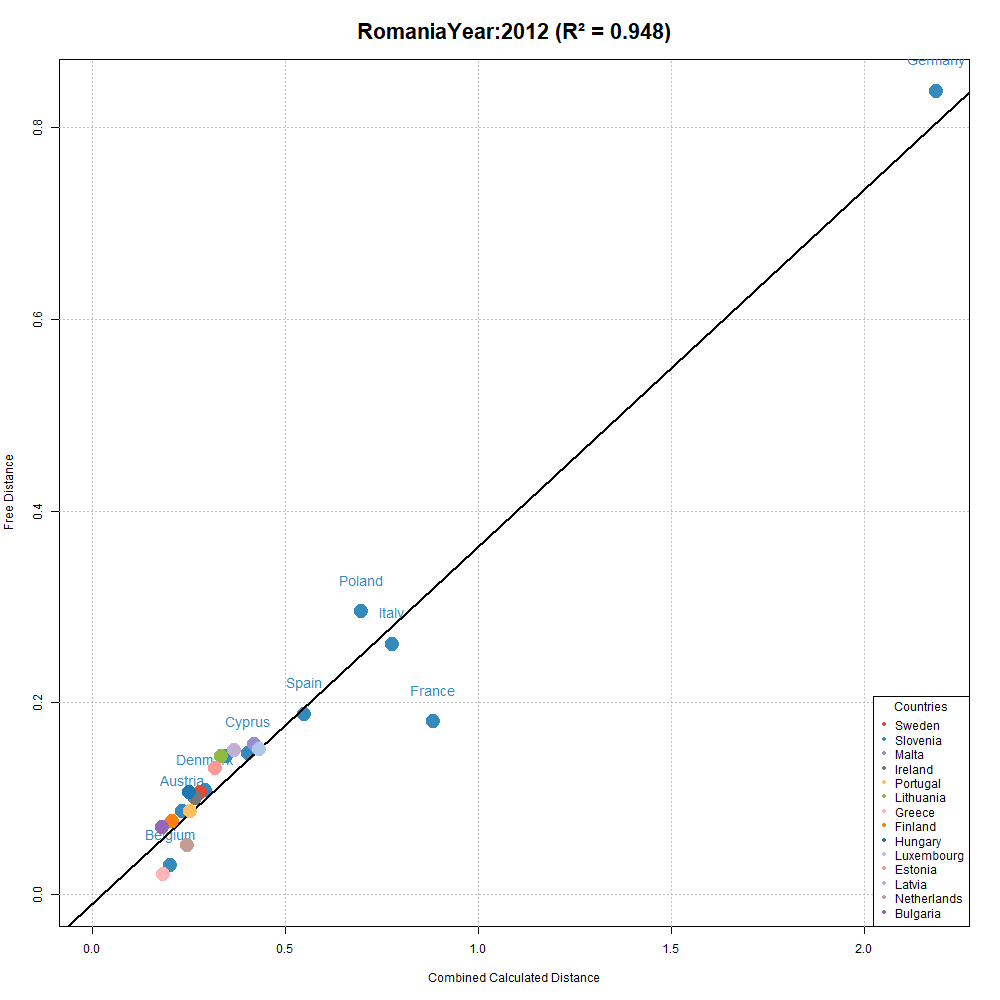 RomaniaYear:2012 (R² = 0.948)
Germany
0.8
0.6
Free Distance
0.4
Poland
Italy
Spain
France
0.2
Cyprus
Denmark
Austria
Belgium
0.0
Countries
Sweden
Slovenia
Malta
Ireland
Portugal
Lithuania
Greece
Finland
Hungary
Luxembourg
Estonia
Latvia
Netherlands
Bulgaria
0.0 0.5 1.0 1.5 2.0
Combined Calculated Distance